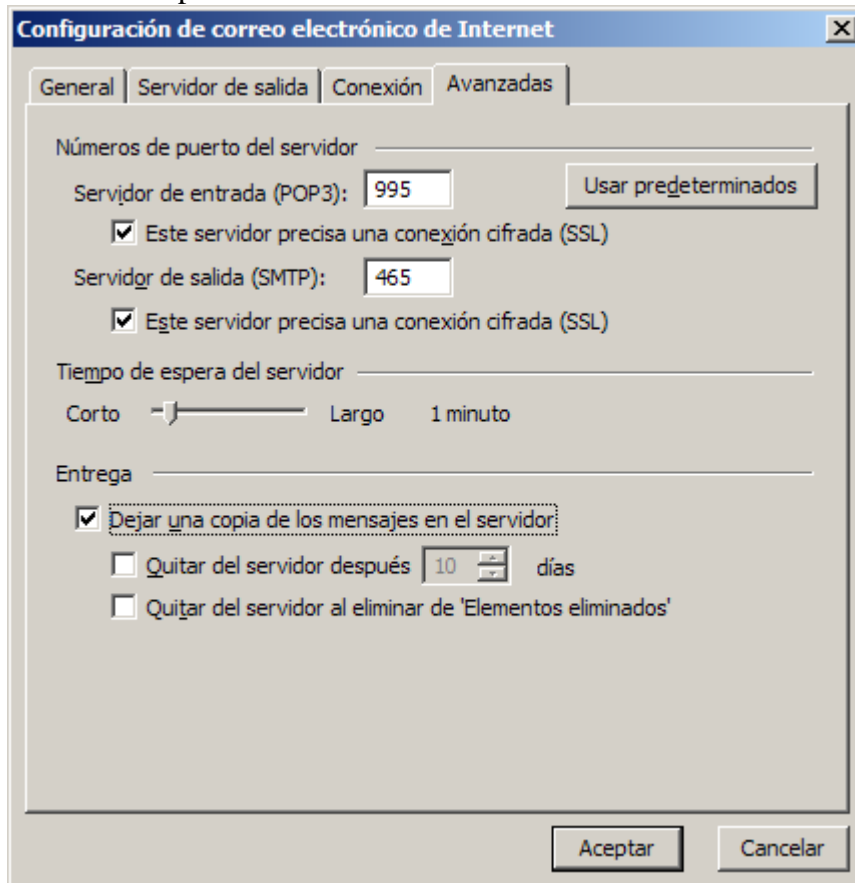 Configuración de correo electrónico de Internet
General Servidor de salida Conexión Avanzadas
Números de puerto del servidor
Servidor de entrada (POP3): 995 Usar predeterminados
Este servidor precisa una conexión cifrada (SSL)
Servidor de salida (SMTP): 465
Este servidor precisa una conexión cifrada (SSL)
Tiempo de espera del servidor
Corto Largo 1 minuto
Entrega
Dejar una copia de los mensajes en el servidor
Quitar del servidor después 10 días
Quitar del servidor al eliminar de 'Elementos eliminados'
Aceptar Cancelar